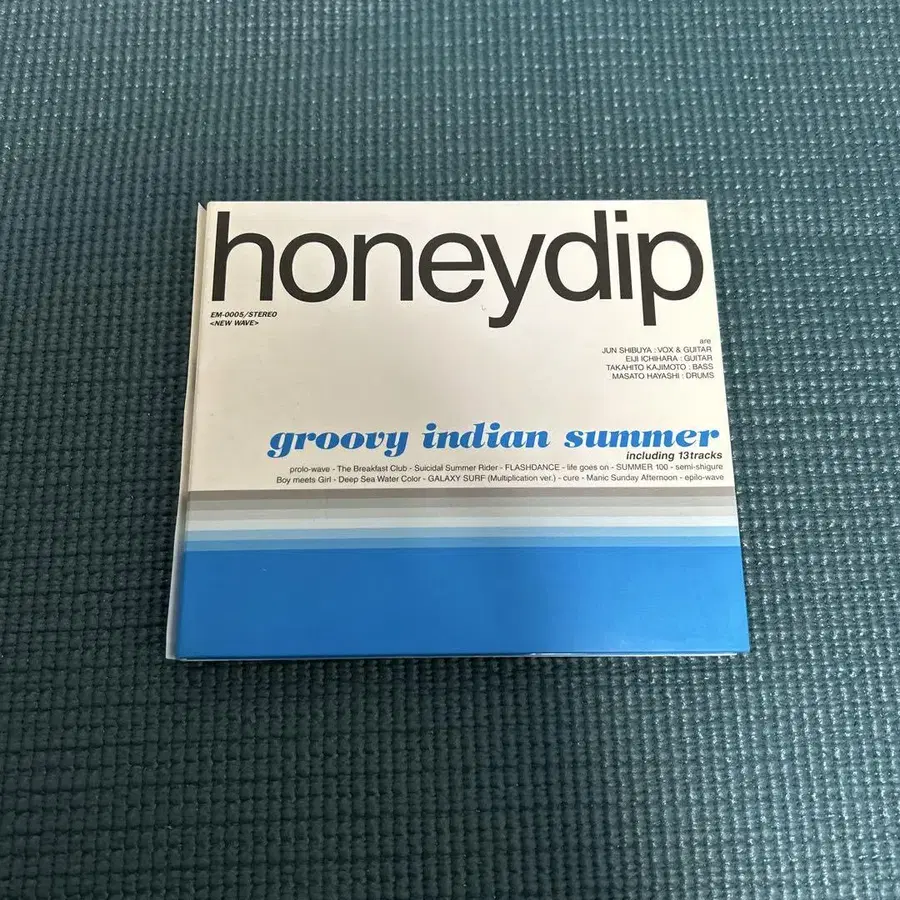 honeydip
EM-0005/STEREO
<NEW WAVE>
are
JUN SHIBUYA : VOX & GUITAR
EIJI ICHIHARA : GUITAR
TAKAHITO KAJIMOTO : BASS
MASATO HAYASHI : DRUMS
groovy indian summer
including 13tracks
prolo-wave - The Breakfast Club - Suicidal Summer Rider - FLASHDANCE - life goes on - SUMMER 100 - semi-shigure
Boy meets Girl - Deep Sea Water Color - GALAXY SURF (Multiplication ver.) - cure - Manic Sunday Afternoon - epilo-wave